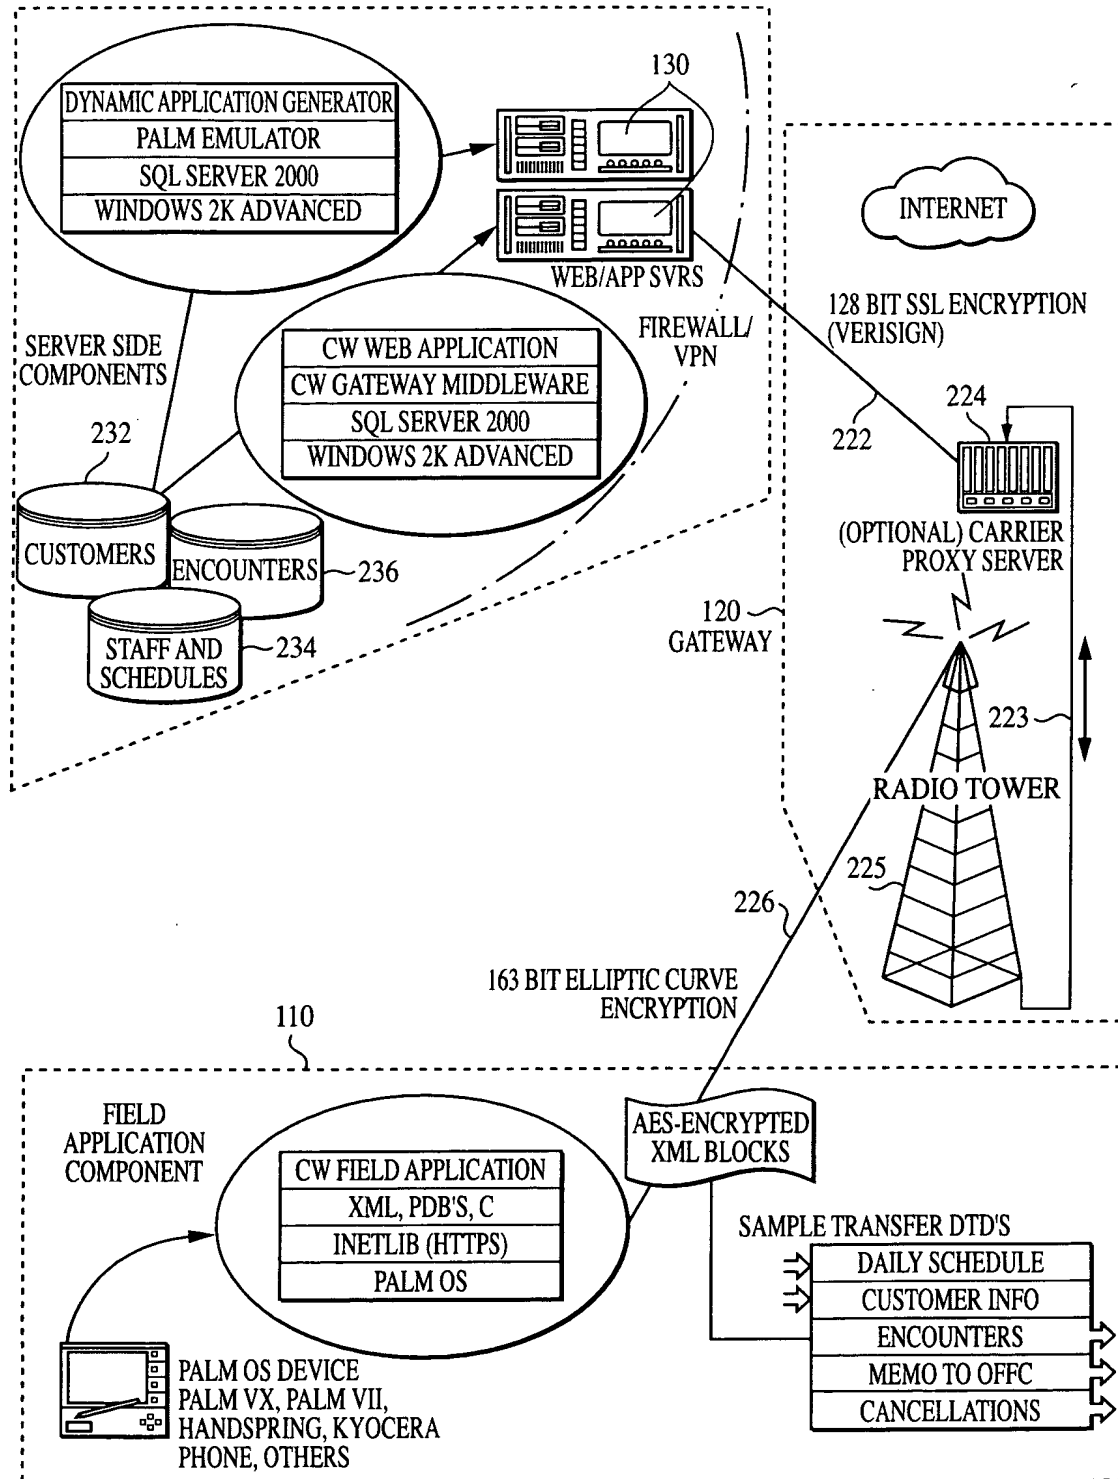 130
DYNAMIC APPLICATION GENERATOR
PALM EMULATOR
SQL SERVER 2000
WINDOWS 2K ADVANCED
WEB/APP SVRS
INTERNET
128 BIT SSL ENCRYPTION
(VERISIGN)
FIREWALL/
VPN
SERVER SIDE
COMPONENTS
CW WEB APPLICATION
CW GATEWAY MIDDLEWARE
SQL SERVER 2000
WINDOWS 2K ADVANCED
222
224
232
CUSTOMERS
ENCOUNTERS
236
STAFF AND
SCHEDULES
234
(OPTIONAL) CARRIER
PROXY SERVER
120
GATEWAY
223
RADIO TOWER
225
226
163 BIT ELLIPTIC CURVE
ENCRYPTION
110
FIELD
APPLICATION
COMPONENT
CW FIELD APPLICATION
XML, PDB'S, C
INETLIB (HTTPS)
PALM OS
AES-ENCRYPTED
XML BLOCKS
SAMPLE TRANSFER DTD'S
DAILY SCHEDULE
CUSTOMER INFO
ENCOUNTERS
MEMO TO OFFC
CANCELLATIONS
PALM OS DEVICE
PALM VX, PALM VII,
HANDSPRING, KYOCERA
PHONE, OTHERS